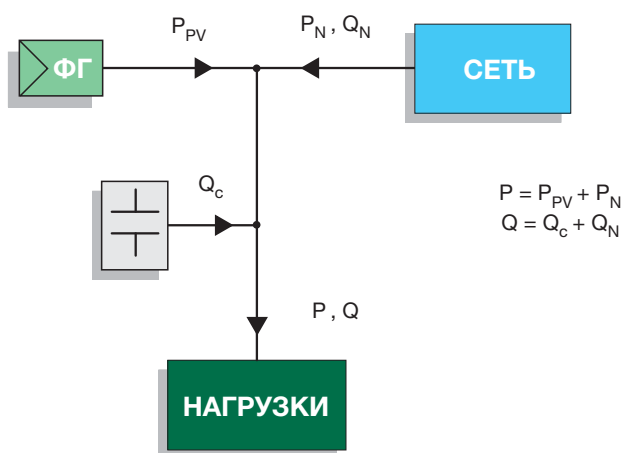 P_PV
P_N , Q_N
ФГ
СЕТЬ
Q_c
P = P_PV + P_N
Q = Q_c + Q_N
P , Q
НАГРУЗКИ